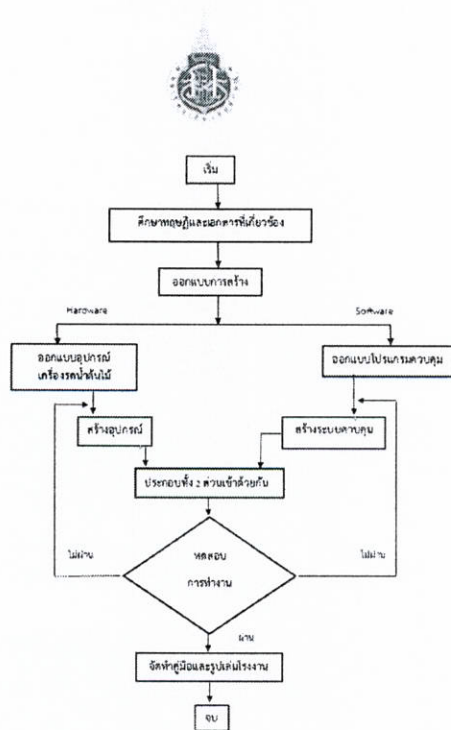 เริ่ม
ศึกษาทฤษฎีและเอกสารที่เกี่ยวข้อง
ออกแบบการสร้าง
Hardware
Software
ออกแบบอุปกรณ์
เครื่องรดน้ำต้นไม้
ออกแบบโปรแกรมควบคุม
สร้างอุปกรณ์
สร้างระบบควบคุม
ประกอบทั้ง 2 ส่วนเข้าด้วยกัน
ไม่ผ่าน
ทดสอบ
การทำงาน
ไม่ผ่าน
ผ่าน
จัดทำคู่มือและรูปเล่มโรงงาน
จบ